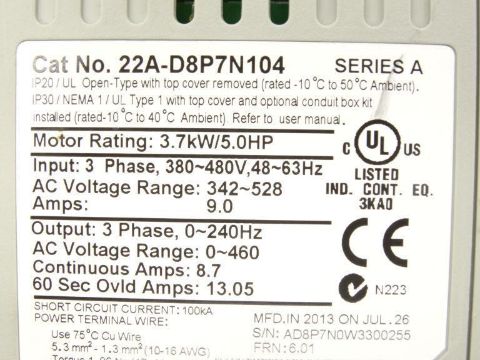 Cat No. 22A-D8P7N104 SERIES A
IP20 / UL Open-Type with top cover removed (rated -10°C to 50°C Ambient).
IP30 / NEMA 1 / UL Type 1 with top cover and optional conduit box kit
installed (rated-10°C to 40°C Ambient). Refer to user manual.
Motor Rating: 3.7kW/5.0HP
Input: 3 Phase, 380~480V,48~63Hz
AC Voltage Range: 342~528
Amps: 9.0
Output: 3 Phase, 0~240Hz
AC Voltage Range: 0~460
Continuous Amps: 8.7
60 Sec Ovld Amps: 13.05
C UL US
LISTED
IND. CONT. EQ.
3KA0
CE
N223
SHORT CIRCUIT CURRENT: 100kA
POWER TERMINAL WIRE:
Use 75°C Cu Wire
5.3 mm² - 1.3 mm² (10-16 AWG)
MFD.IN 2013 ON JUL.26
S/N: AD8P7N0W3300255
FRN: 6.01